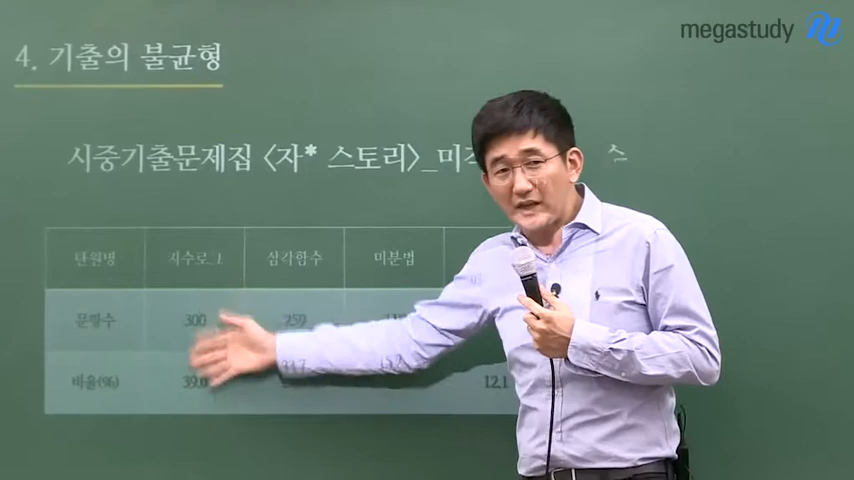 megastudy
4. 기출의 불균형
시중기출문제집 <자* 스토리>_미
단원명 지수로그 삼각함수 미분법
문항수 300 250
비율(%) 39.0 12.1